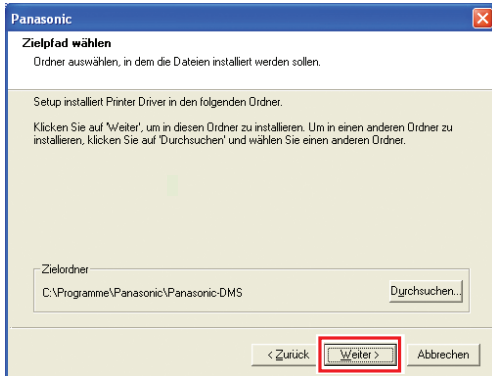 Panasonic
Zielpfad wählen
Ordner auswählen, in dem die Dateien installiert werden sollen.
Setup installiert Printer Driver in den folgenden Ordner.
Klicken Sie auf 'Weiter', um in diesen Ordner zu installieren. Um in einen anderen Ordner zu
installieren, klicken Sie auf 'Durchsuchen' und wählen Sie einen anderen Ordner.
Zielordner
C:\Programme\Panasonic\Panasonic-DMS
Durchsuchen...
< Zurück
Weiter >
Abbrechen